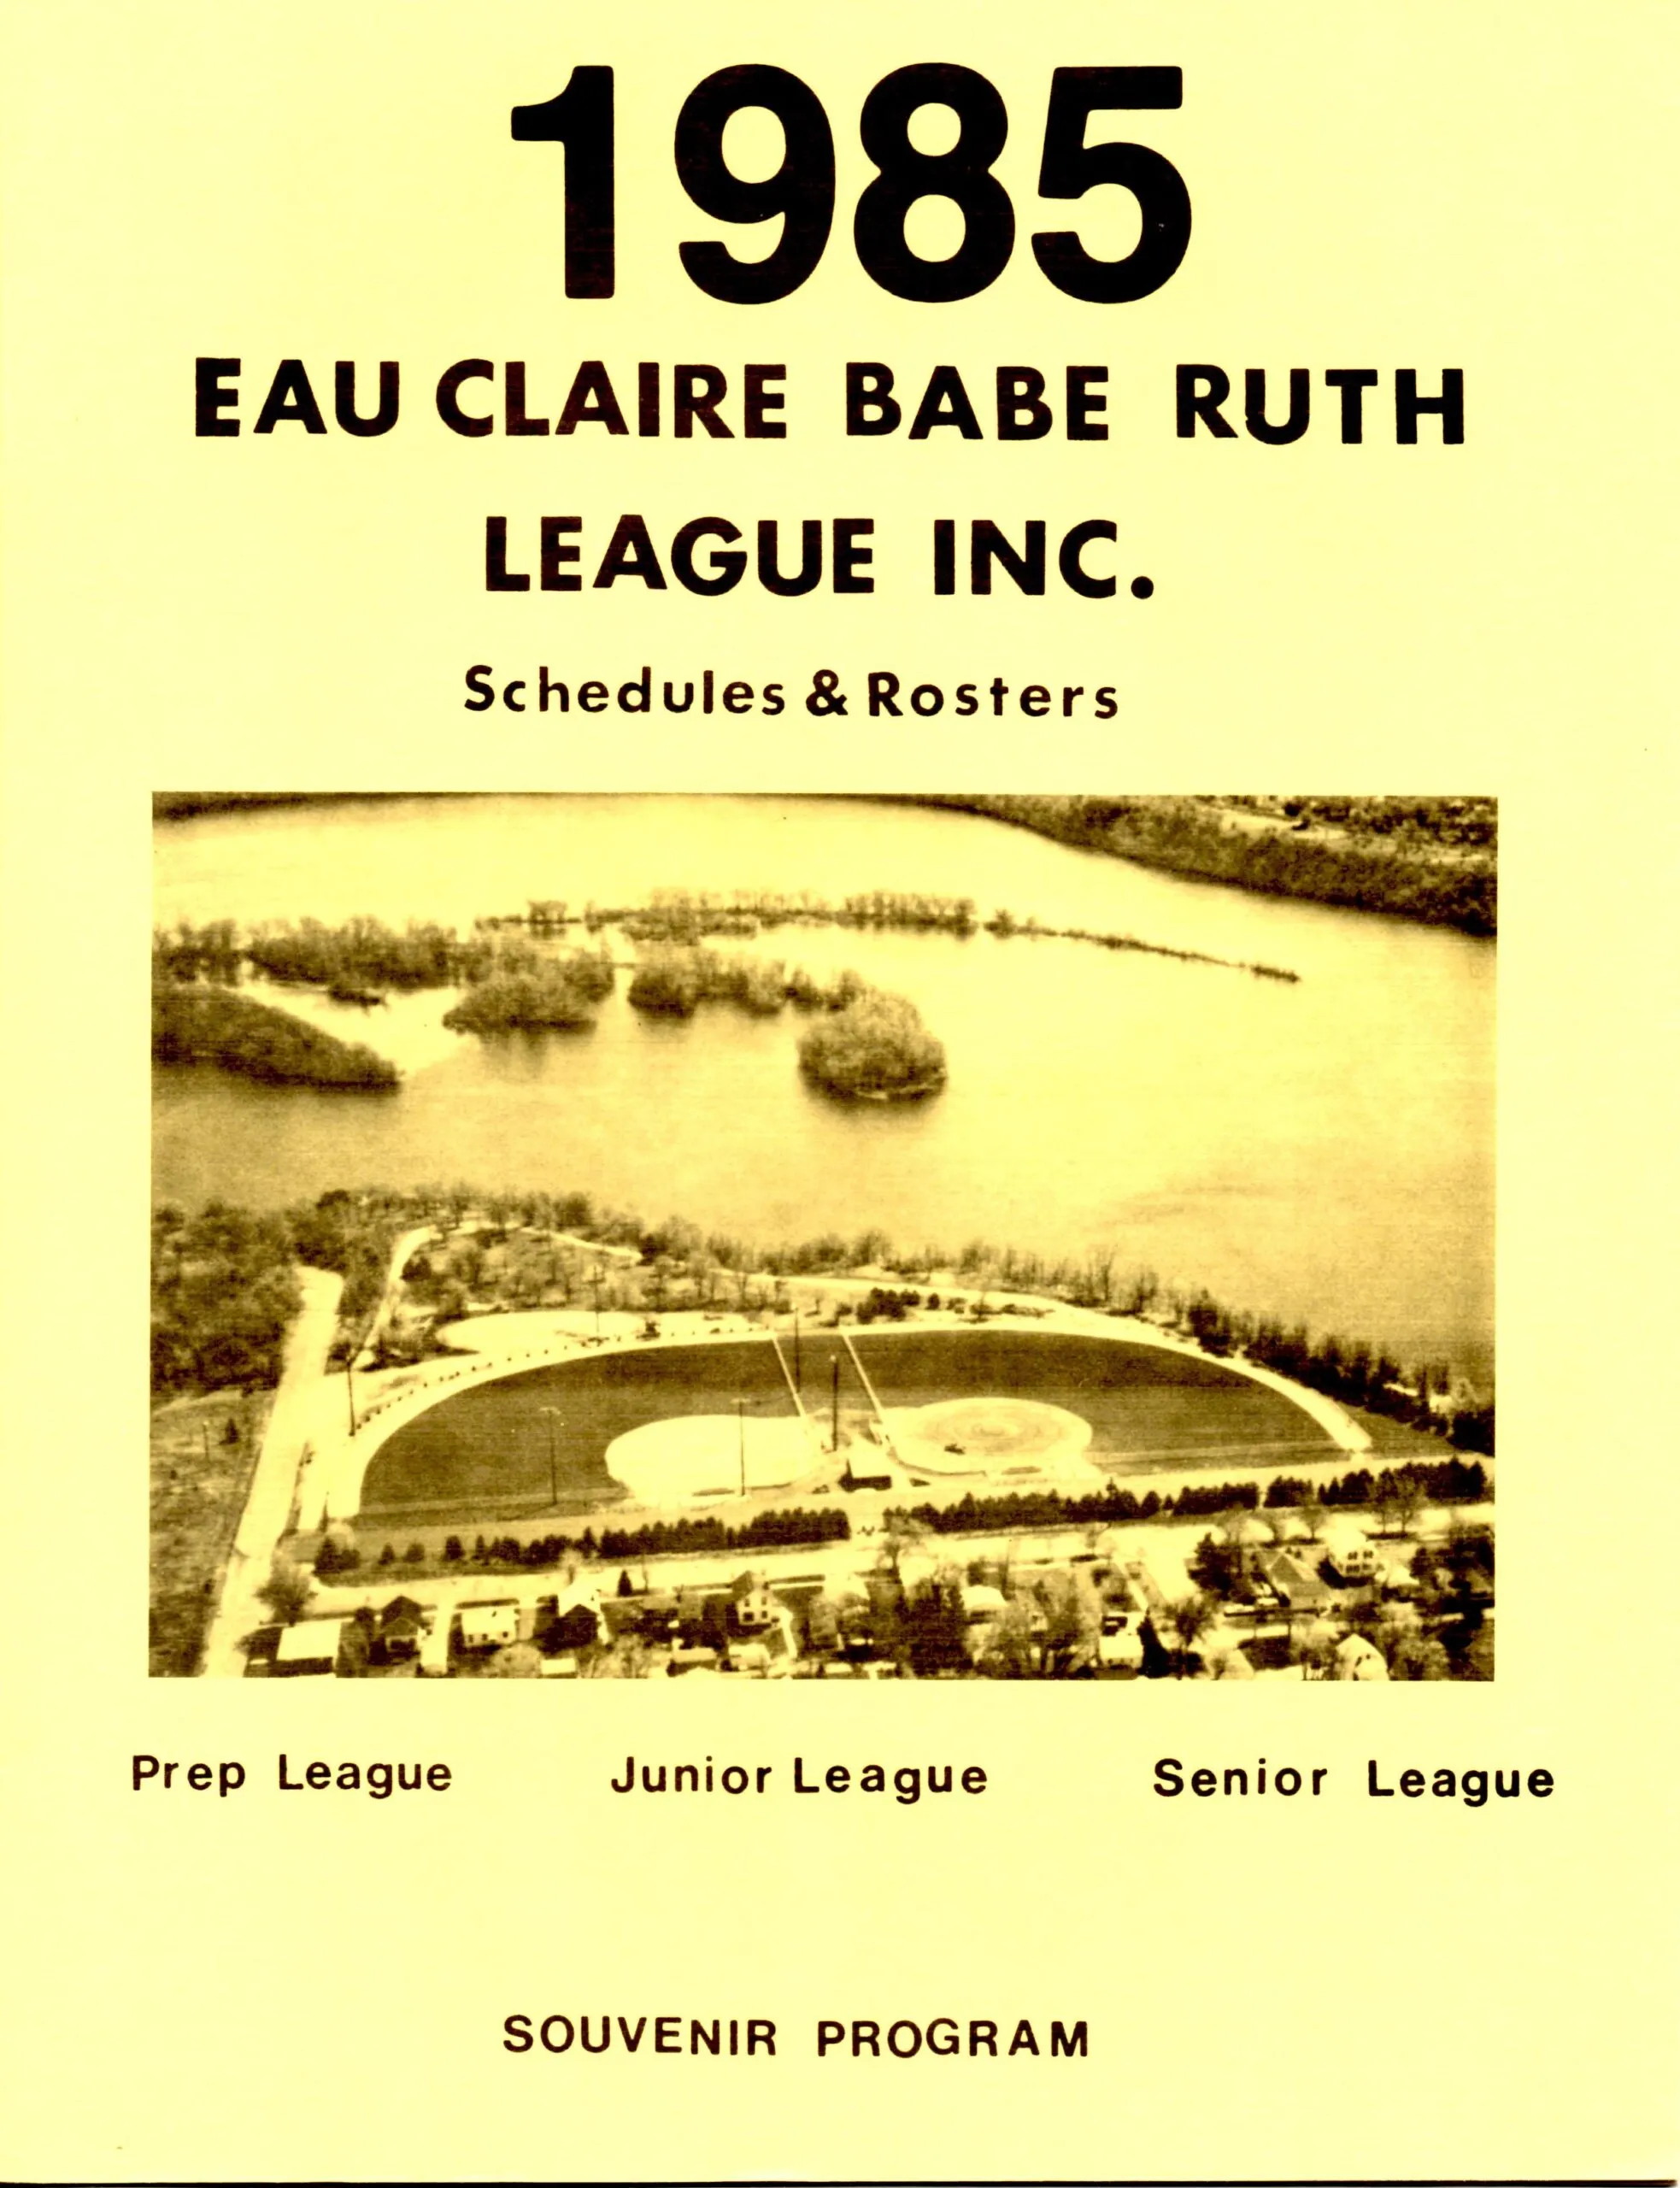 1985
EAU CLAIRE BABE RUTH
LEAGUE INC.
Schedules & Rosters
Prep League Junior League Senior League
SOUVENIR PROGRAM